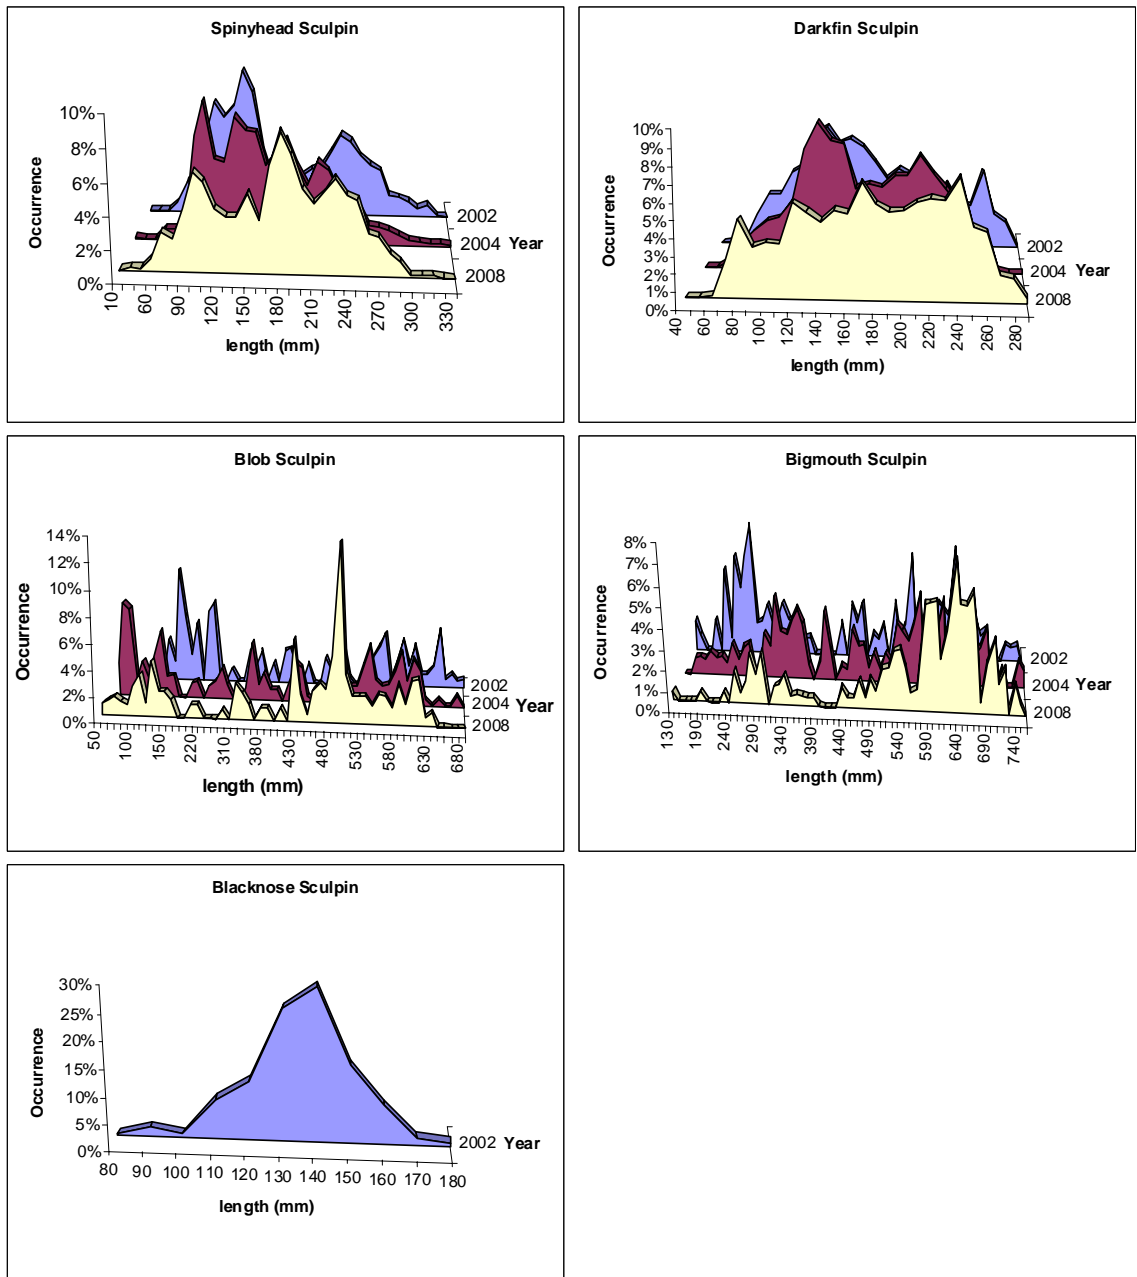 Spinyhead Sculpin
10%
8%
6%
4%
2%
0%
Occurrence
10 60 90 120 150 180 210 240 270 300 330
length (mm)
2002
2004 Year
2008
Darkfin Sculpin
10%
9%
8%
7%
6%
5%
4%
3%
2%
1%
0%
Occurrence
40 60 80 100 120 140 160 180 200 220 240 260 280
length (mm)
2002
2004 Year
2008
Blob Sculpin
14%
12%
10%
8%
6%
4%
2%
0%
Occurrence
50 100 150 220 310 380 430 480 530 580 630 680
length (mm)
2002
2004 Year
2008
Bigmouth Sculpin
8%
7%
6%
5%
4%
3%
2%
1%
0%
Occurrence
130 190 240 290 340 390 440 490 540 590 640 690 740
length (mm)
2002
2004 Year
2008
Blacknose Sculpin
30%
25%
20%
15%
10%
5%
0%
Occurrence
80 90 100 110 120 130 140 150 160 170 180
length (mm)
2002 Year